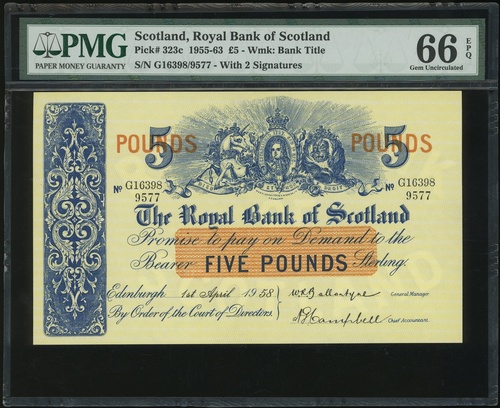 PMG
PAPER MONEY GUARANTY
Scotland, Royal Bank of Scotland
Pick# 323c 1955-63 £5 - Wmk: Bank Title
S/N G16398/9577 - With 2 Signatures
66 EPQ
Gem Uncirculated
POUNDS 5 5 POUNDS
No G16398 No G16398
9577 9577
The Royal Bank of Scotland
Promise to pay on Demand to the
Bearer FIVE POUNDS Sterling.
Edinburgh 1st April 1958 W.R. Ballantyne General Manager
By Order of the Court of Directors. A.G. Campbell Chief Accountant